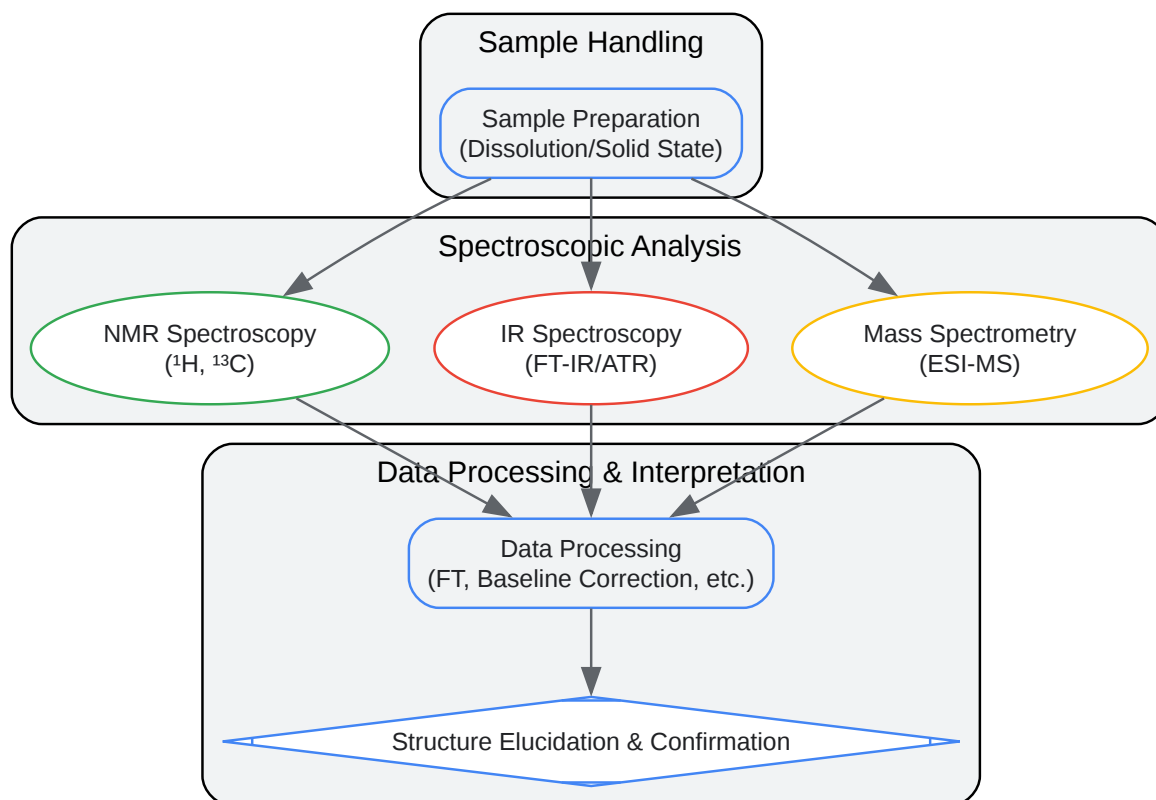 Sample Handling
Sample Preparation
(Dissolution/Solid State)
Spectroscopic Analysis
NMR Spectroscopy
(¹H, ¹³C)
IR Spectroscopy
(FT-IR/ATR)
Mass Spectrometry
(ESI-MS)
Data Processing & Interpretation
Data Processing
(FT, Baseline Correction, etc.)
Structure Elucidation & Confirmation